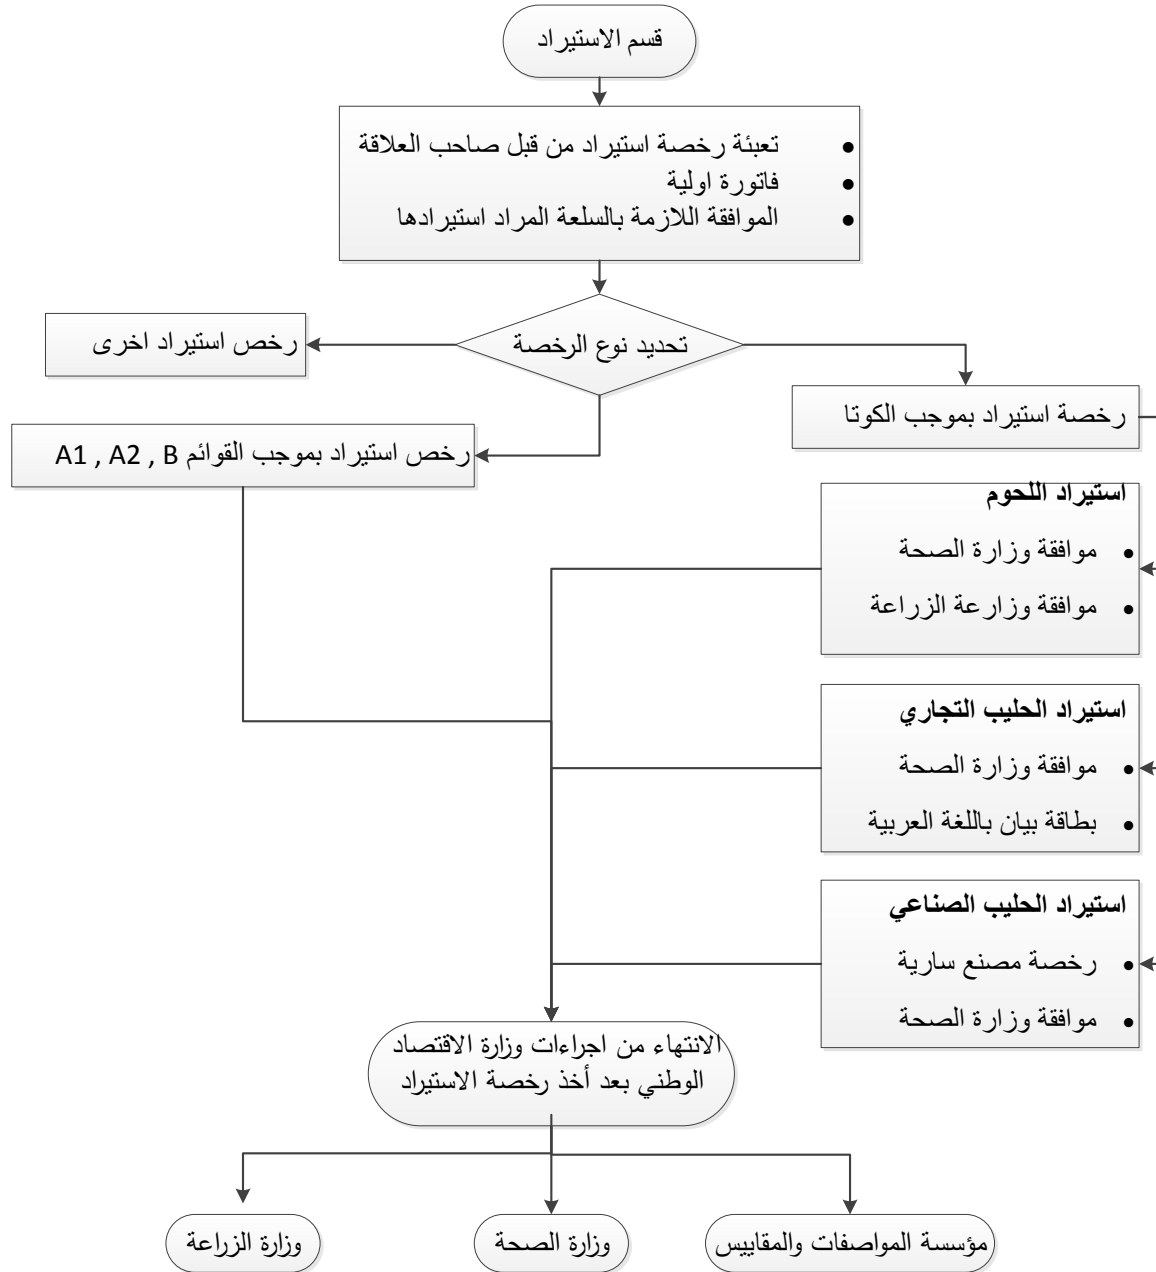 قسم الاستيراد
• تعبئة رخصة استيراد من قبل صاحب العلاقة
• فاتورة اولية
• الموافقة اللازمة بالسلعة المراد استيرادها
تحديد نوع الرخصة
رخص استيراد اخرى
رخصة استيراد بموجب الكوتا
رخص استيراد بموجب القوائم A1 , A2 , B
استيراد اللحوم
• موافقة وزارة الصحة
• موافقة وزارعة الزراعة
استيراد الحليب التجاري
• موافقة وزارة الصحة
• بطاقة بيان باللغة العربية
استيراد الحليب الصناعي
• رخصة مصنع سارية
• موافقة وزارة الصحة
الانتهاء من اجراءات وزارة الاقتصاد
الوطني بعد أخذ رخصة الاستيراد
مؤسسة المواصفات والمقاييس
وزارة الصحة
وزارة الزراعة